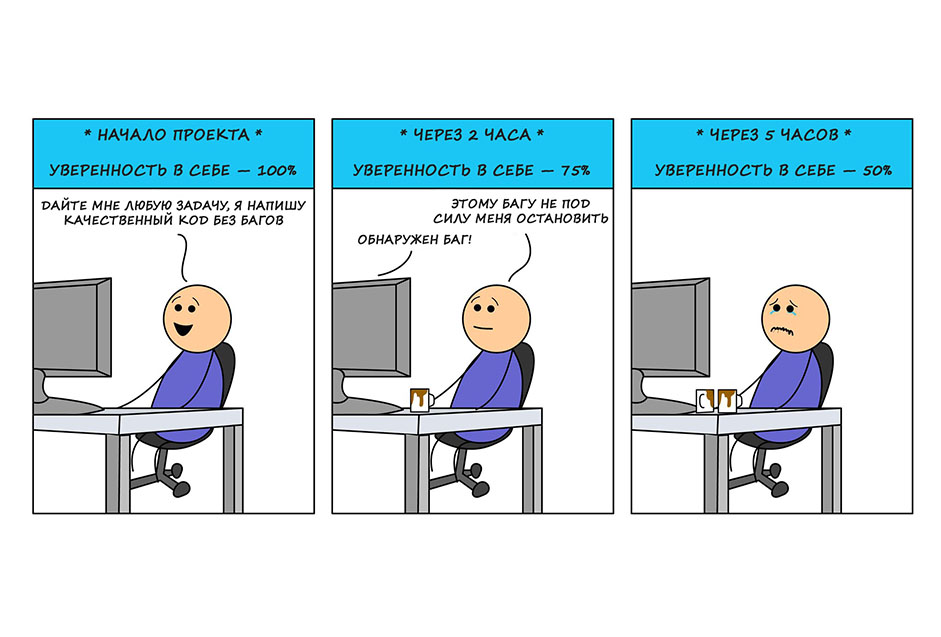 * НАЧАЛО ПРОЕКТА *
УВЕРЕННОСТЬ В СЕБЕ — 100%
ДАЙТЕ МНЕ ЛЮБУЮ ЗАДАЧУ, Я НАПИШУ
КАЧЕСТВЕННЫЙ КОД БЕЗ БАГОВ
* ЧЕРЕЗ 2 ЧАСА *
УВЕРЕННОСТЬ В СЕБЕ — 75%
ЭТОМУ БАГУ НЕ ПОД
СИЛУ МЕНЯ ОСТАНОВИТЬ
ОБНАРУЖЕН БАГ!
* ЧЕРЕЗ 5 ЧАСОВ *
УВЕРЕННОСТЬ В СЕБЕ — 50%